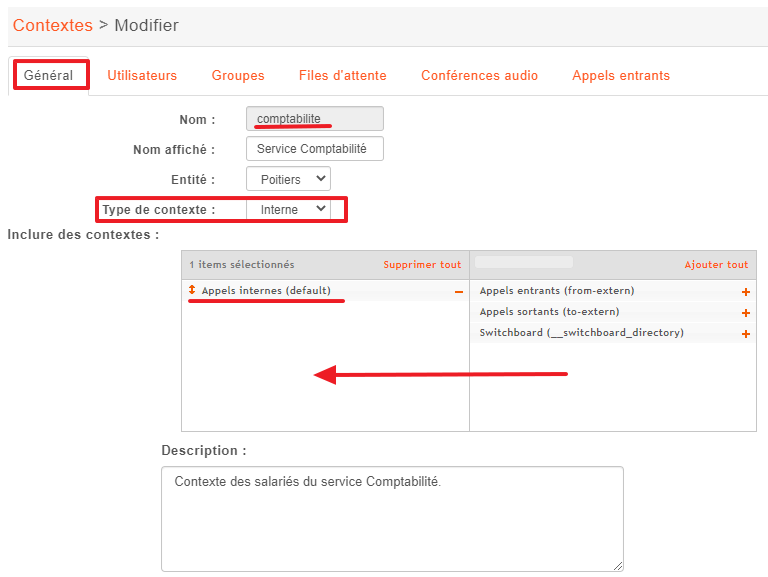 Contextes > Modifier
Général Utilisateurs Groupes Files d'attente Conférences audio Appels entrants
Nom : comptabilite
Nom affiché : Service Comptabilité
Entité : Poitiers
Type de contexte : Interne
Inclure des contextes :
1 items sélectionnés Supprimer tout Ajouter tout
Appels internes (default) Appels entrants (from-extern)
Appels sortants (to-extern)
Switchboard (__switchboard_directory)
Description :
Contexte des salariés du service Comptabilité.